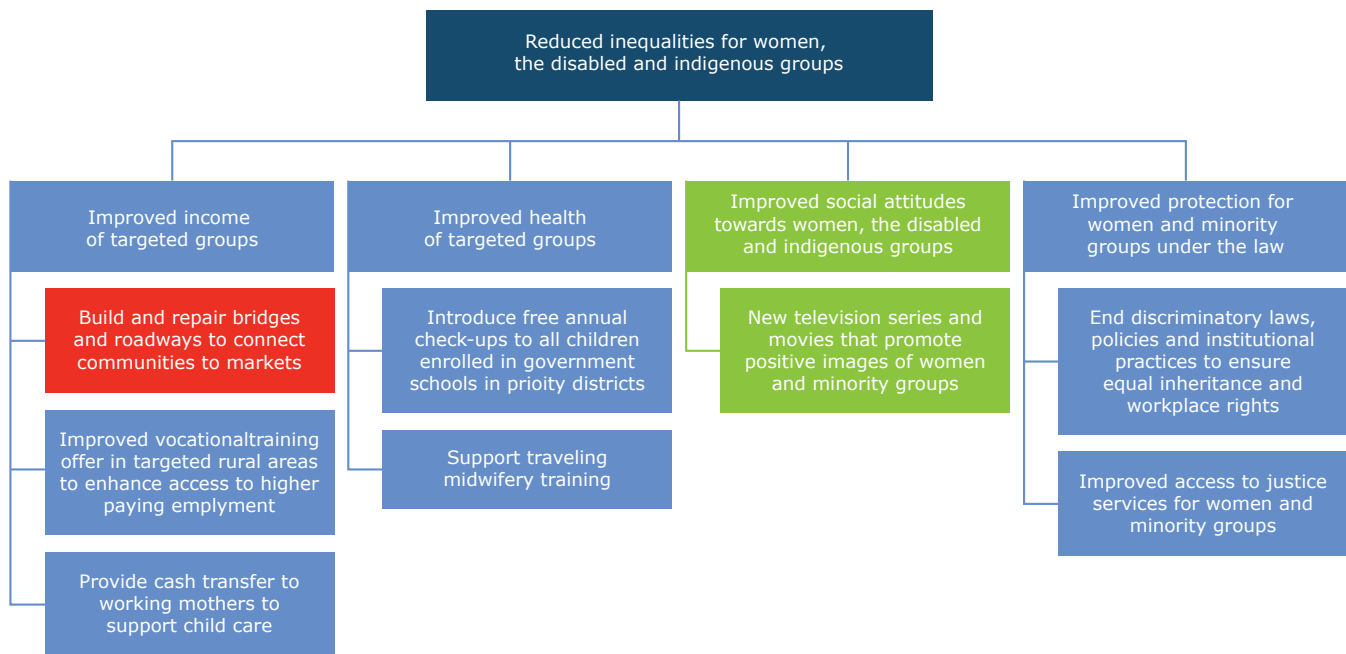 Reduced inequalities for women,
the disabled and indigenous groups
Improved income
of targeted groups
Build and repair bridges
and roadways to connect
communities to markets
Improved vocationaltraining
offer in targeted rural areas
to enhance access to higher
paying emplyment
Provide cash transfer to
working mothers to
support child care
Improved health
of targeted groups
Introduce free annual
check-ups to all children
enrolled in government
schools in prioity districts
Support traveling
midwifery training
Improved social attitudes
towards women, the disabled
and indigenous groups
New television series and
movies that promote
positive images of women
and minority groups
Improved protection for
women and minority
groups under the law
End discriminatory laws,
policies and institutional
practices to ensure
equal inheritance and
workplace rights
Improved access to justice
services for women and
minority groups